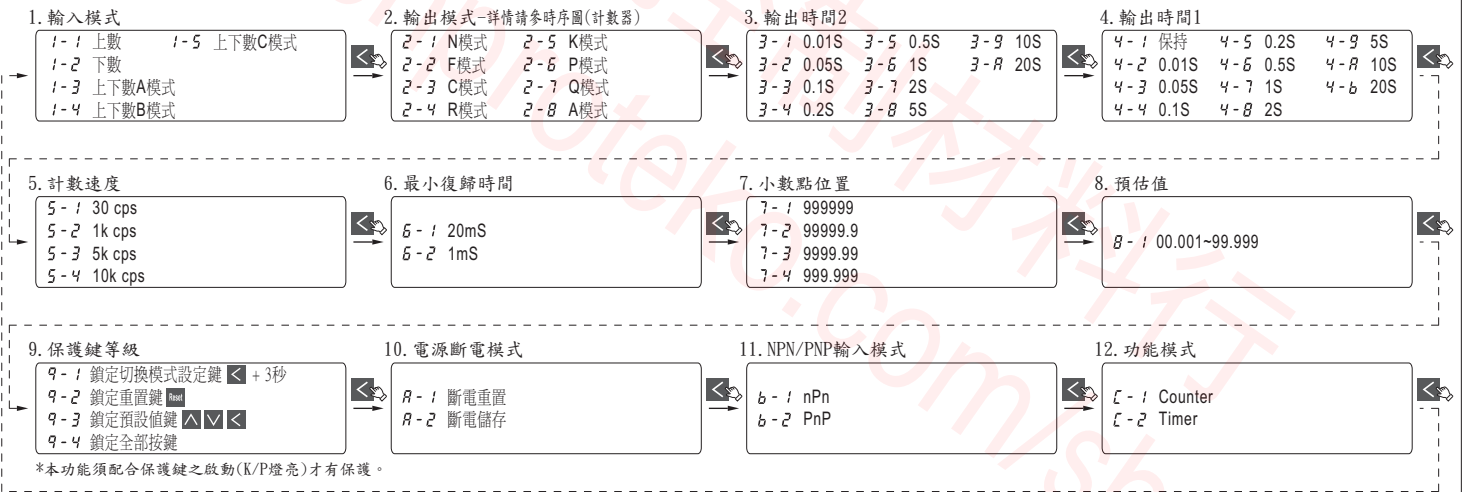 1.輸入模式
1-1 上數 1-5 上下數C模式
1-2 下數
1-3 上下數A模式
1-4 上下數B模式
2.輸出模式-詳情請參時序圖(計數器)
2-1 N模式 2-5 K模式
2-2 F模式 2-6 P模式
2-3 C模式 2-7 Q模式
2-4 R模式 2-8 A模式
3.輸出時間2
3-1 0.01S 3-5 0.5S 3-9 10S
3-2 0.05S 3-6 1S 3-A 20S
3-3 0.1S 3-7 2S
3-4 0.2S 3-8 5S
4.輸出時間1
4-1 保持 4-5 0.2S 4-9 5S
4-2 0.01S 4-6 0.5S 4-A 10S
4-3 0.05S 4-7 1S 4-b 20S
4-4 0.1S 4-8 2S
5.計數速度
5-1 30 cps
5-2 1k cps
5-3 5k cps
5-4 10k cps
6.最小復歸時間
6-1 20mS
6-2 1mS
7.小數點位置
7-1 999999
7-2 99999.9
7-3 9999.99
7-4 999.999
8.預估值
8-1 00.001~99.999
9.保護鍵等級
9-1 鎖定切換模式設定鍵 < + 3秒
9-2 鎖定重置鍵 Reset
9-3 鎖定預設值鍵 ∧ ∨ <
9-4 鎖定全部按鍵
*本功能須配合保護鍵之啟動(K/P燈亮)才有保護。
10.電源斷電模式
A-1 斷電重置
A-2 斷電儲存
11.NPN/PNP輸入模式
b-1 nPn
b-2 PnP
12.功能模式
C-1 Counter
C-2 Timer